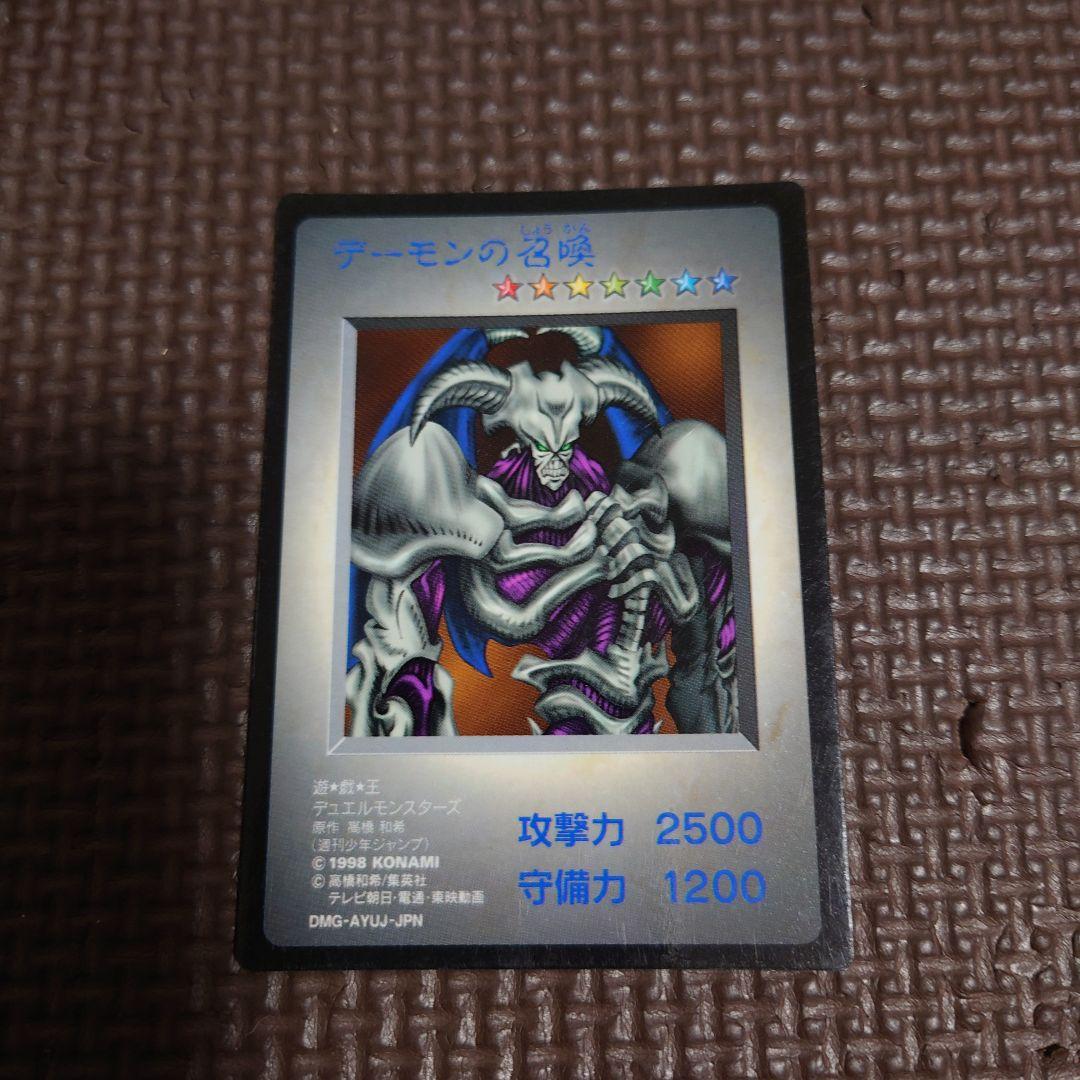 しょう かん
デーモンの召喚
遊★戯★王
デュエルモンスターズ
原作 高橋 和希
(週刊少年ジャンプ)
© 1998 KONAMI
© 高橋和希/集英社
テレビ朝日・電通・東映動画
DMG-AYUJ-JPN
攻撃力 2500
守備力 1200